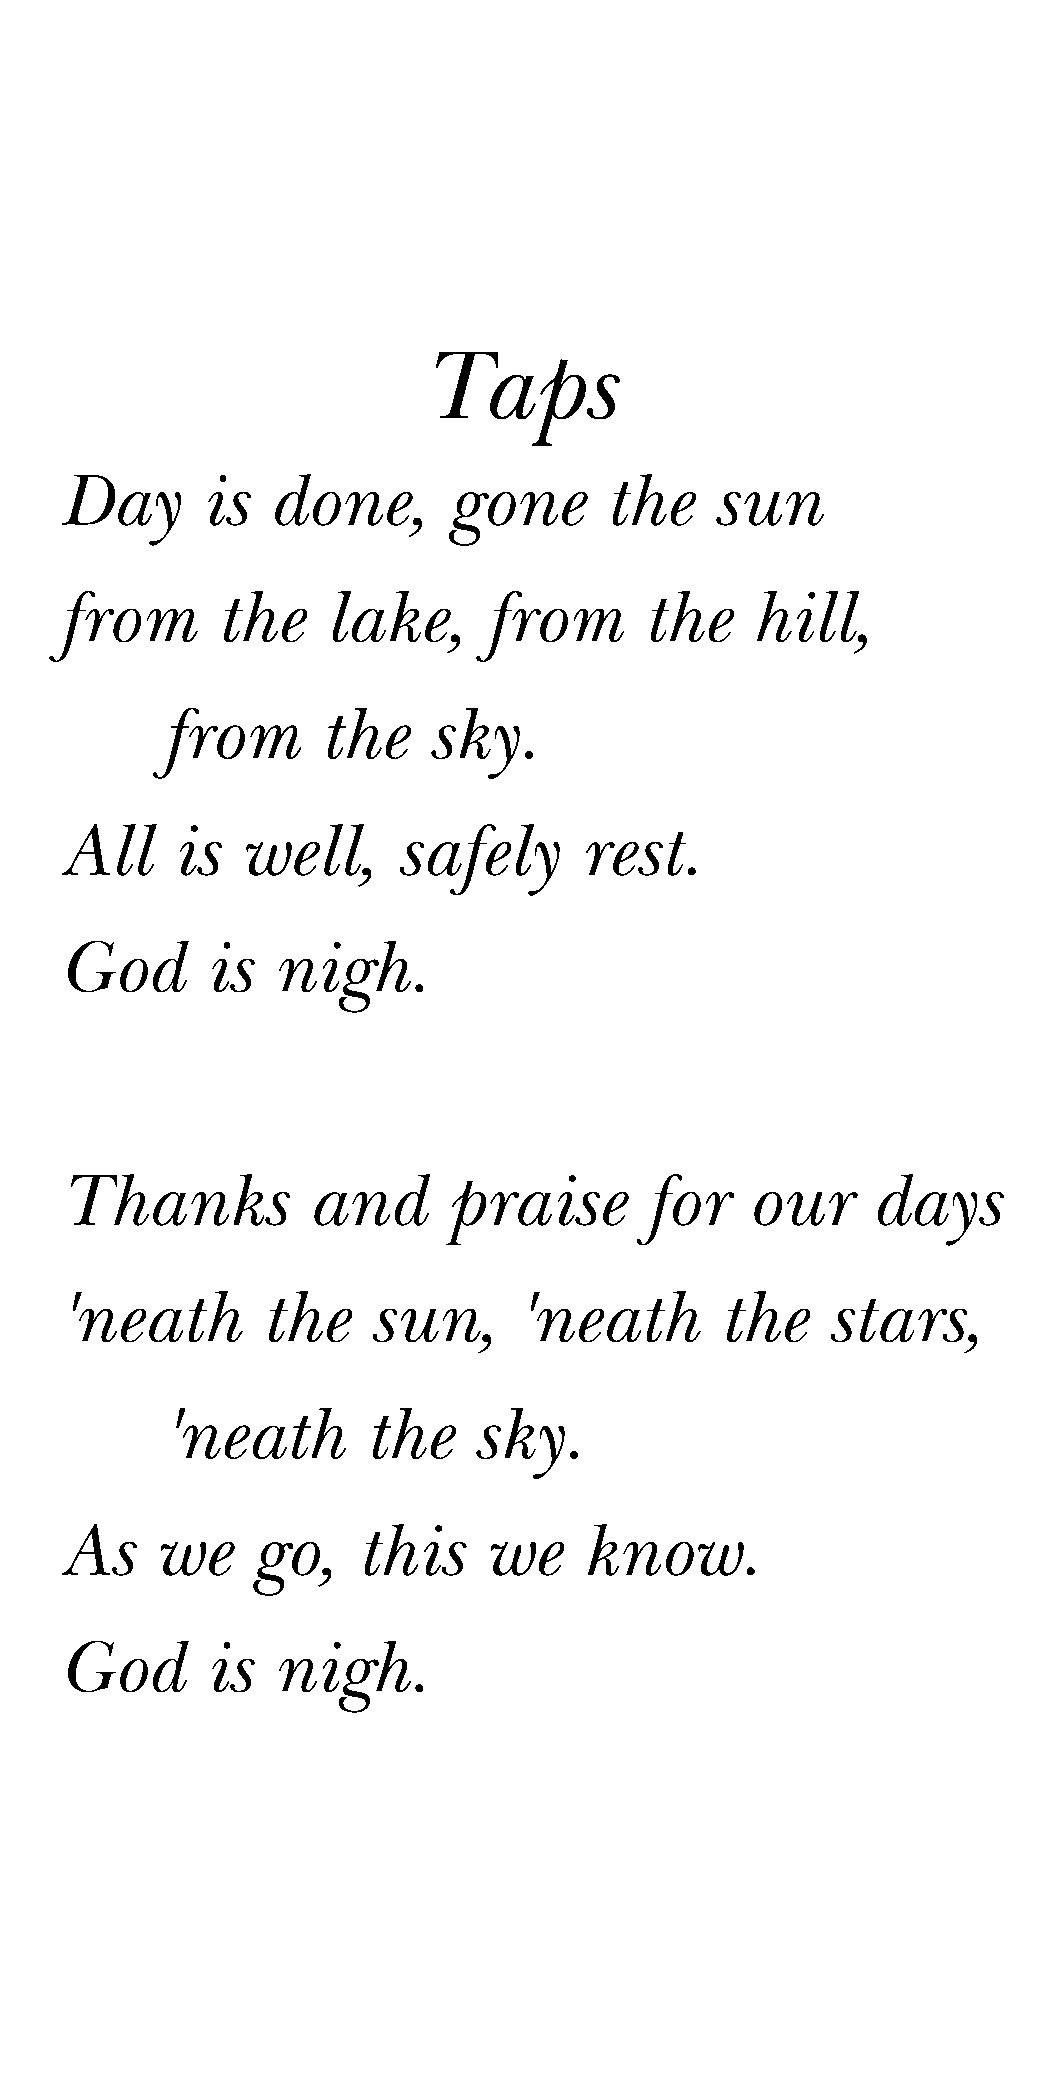 Taps
Day is done, gone the sun
from the lake, from the hill,
from the sky.
All is well, safely rest.
God is nigh.
Thanks and praise for our days
'neath the sun, 'neath the stars,
'neath the sky.
As we go, this we know.
God is nigh.